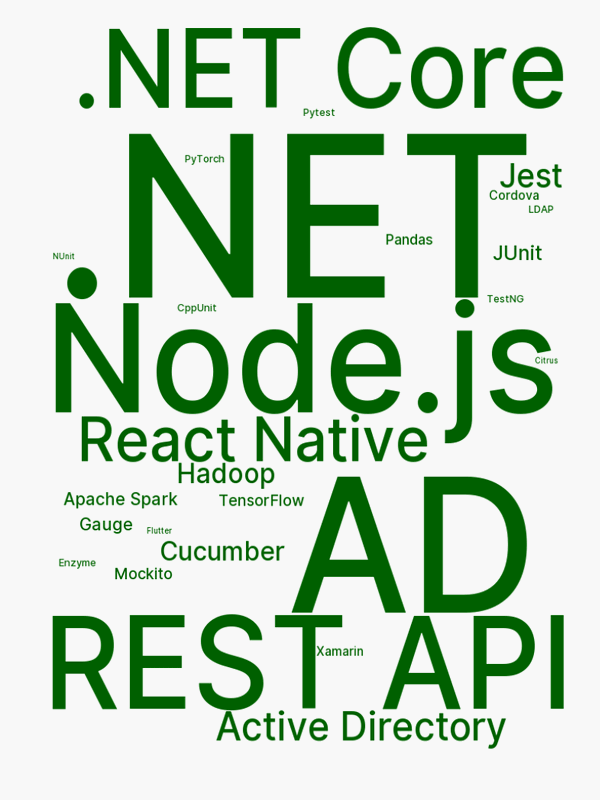 .NET Core
Pytest
.NET
PyTorch
Jest
Cordova
LDAP
Pandas
JUnit
NUnit
TestNG
CppUnit
Node.js
Citrus
React Native
Hadoop
Apache Spark
TensorFlow
Gauge
Flutter
Cucumber
AD
Enzyme
Mockito
REST API
Xamarin
Active Directory